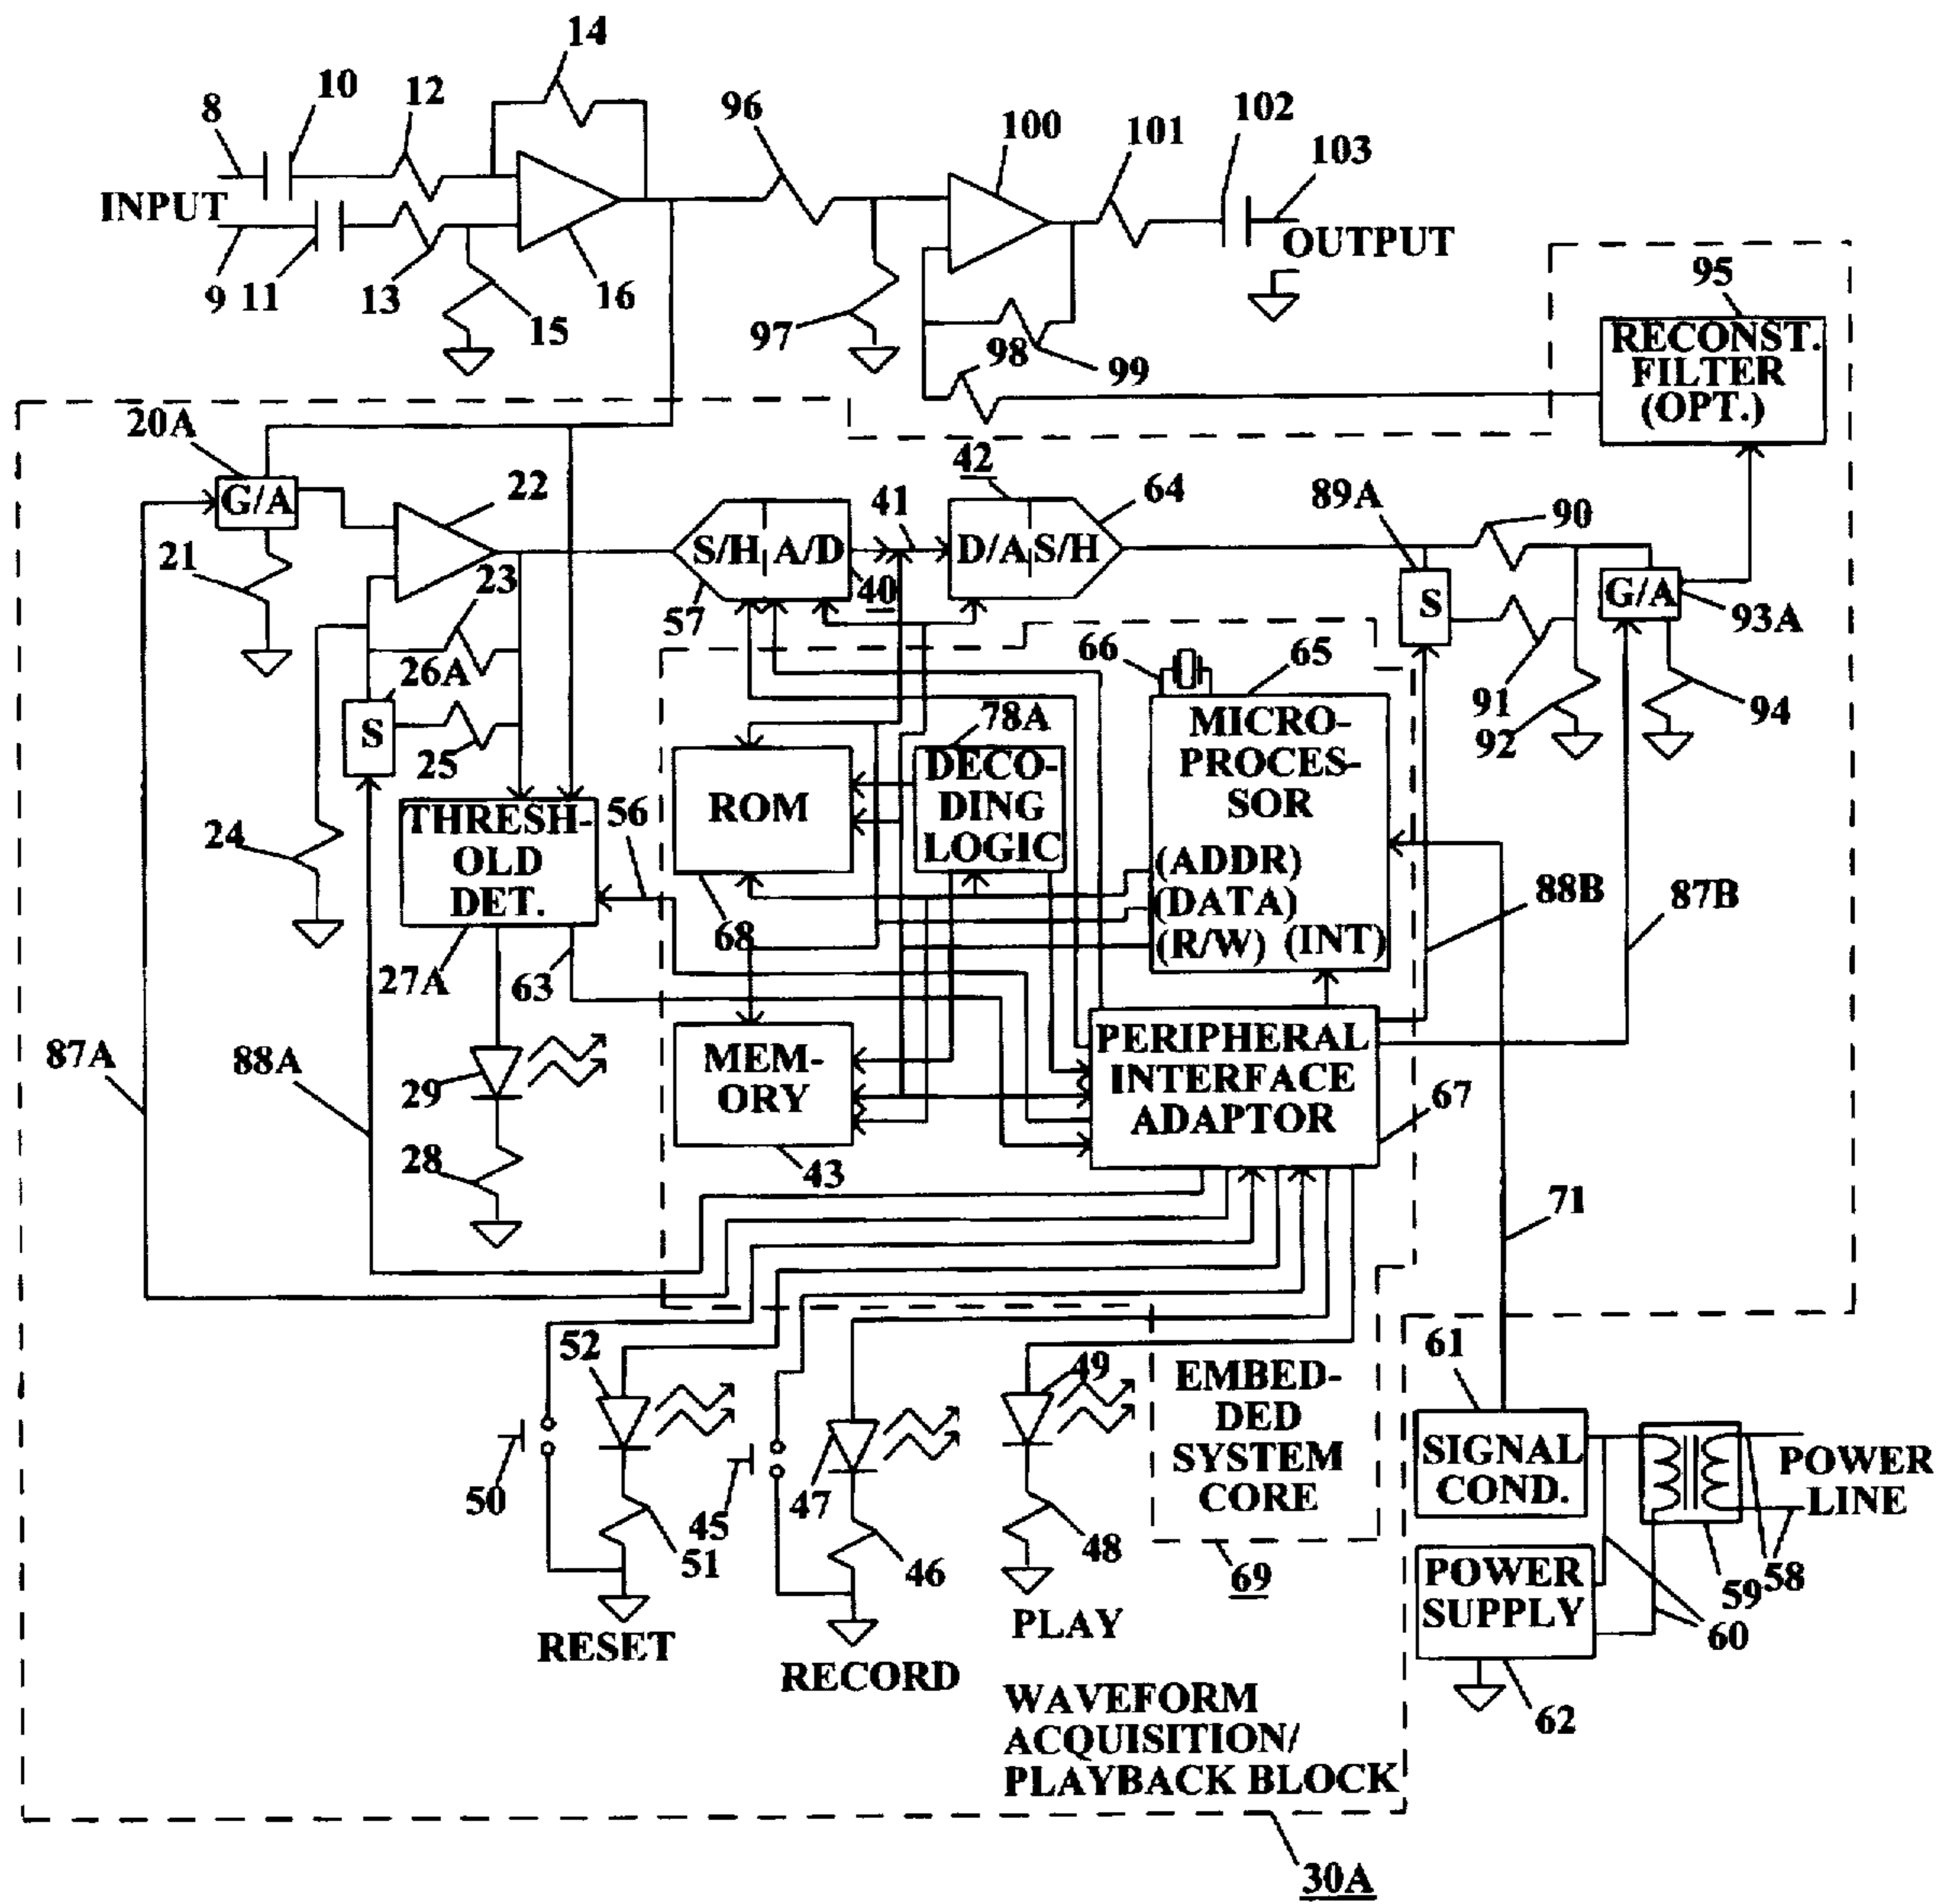 14
10
12
8
96
100
101
102
103
INPUT
OUTPUT
9
11
13
15
16
97
98
99
95
RECONST.
FILTER
(OPT.)
20A
G/A
22
21
23
S/H
A/D
57
40
41
42
D/A
S/H
64
89A
90
S
G/A
93A
91
92
94
26A
S
25
24
THRESH-
OLD
DET.
27A
56
63
66
65
78A
ROM
68
DECO-
DING
LOGIC
MICRO-
PROCES-
SOR
(ADDR)
(DATA)
(R/W)
(INT)
88B
87B
87A
88A
29
28
MEM-
ORY
43
PERIPHERAL
INTERFACE
ADAPTOR
67
71
52
50
51
RESET
45
47
46
RECORD
49
48
PLAY
EMBED-
DED
SYSTEM
CORE
69
61
SIGNAL
COND.
POWER
LINE
POWER
SUPPLY
59
58
60
62
WAVEFORM
ACQUISITION/
PLAYBACK BLOCK
30A